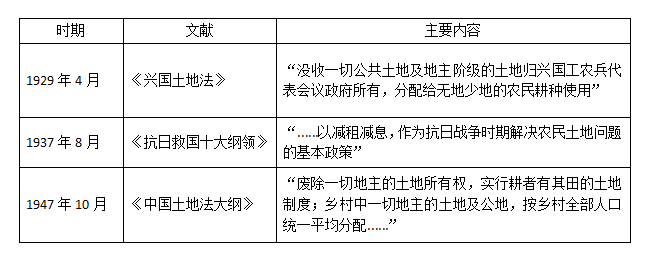 时期 文献 主要内容
1929 年 4 月 《兴国土地法》 “没收一切公共土地及地主阶级的土地归兴国工农兵代
表会议政府所有，分配给无地少地的农民耕种使用”
1937 年 8 月 《抗日救国十大纲领》 “……以减租减息，作为抗日战争时期解决农民土地问题
的基本政策”
1947 年 10 月 《中国土地法大纲》 “废除一切地主的土地所有权，实行耕者有其田的土地
制度；乡村中一切地主的土地及公地，按乡村全部人口
统一平均分配……”